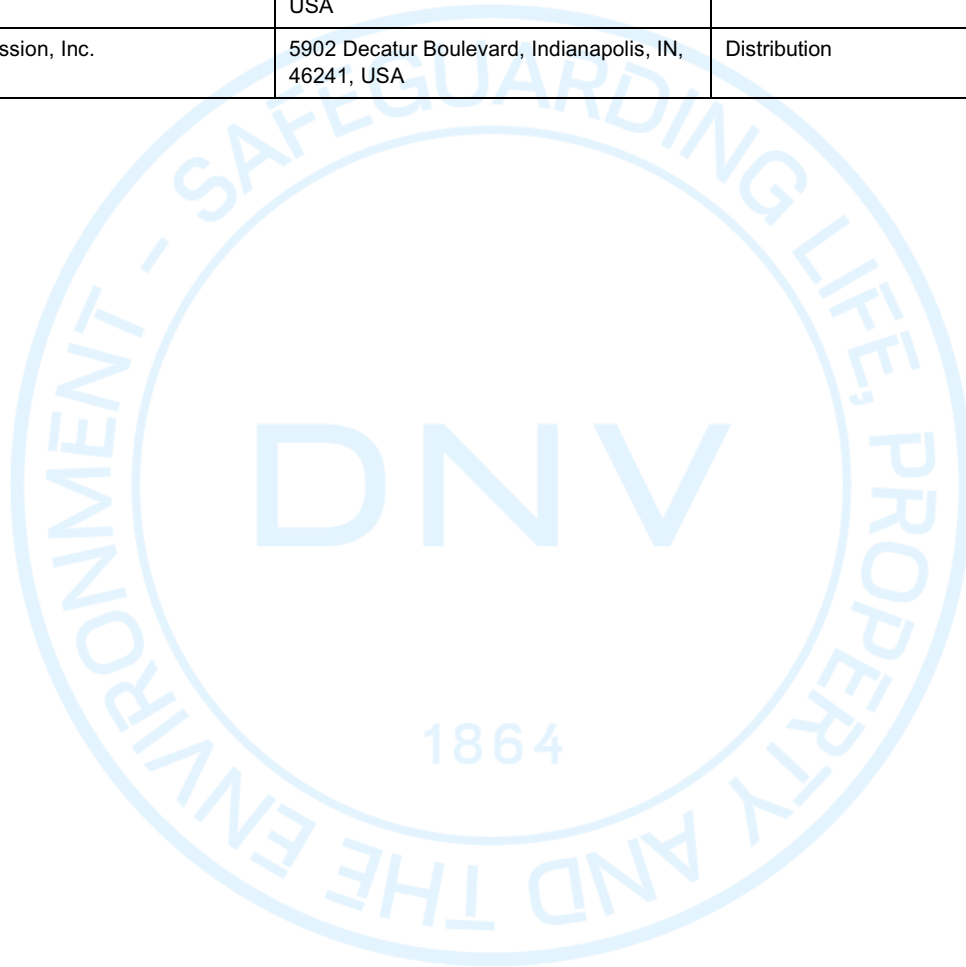 USA
ssion, Inc.
5902 Decatur Boulevard, Indianapolis, IN,
46241, USA
Distribution
SAFEGUARDING LIFE, PROPERTY AND THE ENVIRONMENT -
DNV
1864